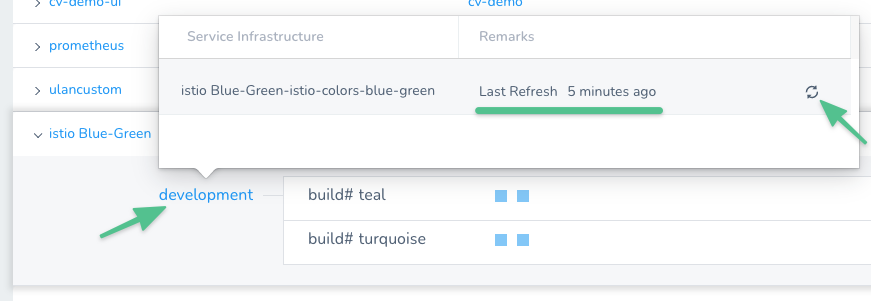 cv-demo-ui
cv-demo
Service Infrastructure
Remarks
prometheus
ulancustom
istio Blue-Green-istio-colors-blue-green
Last Refresh 5 minutes ago
istio Blue-Green
development
build# teal
build# turquoise